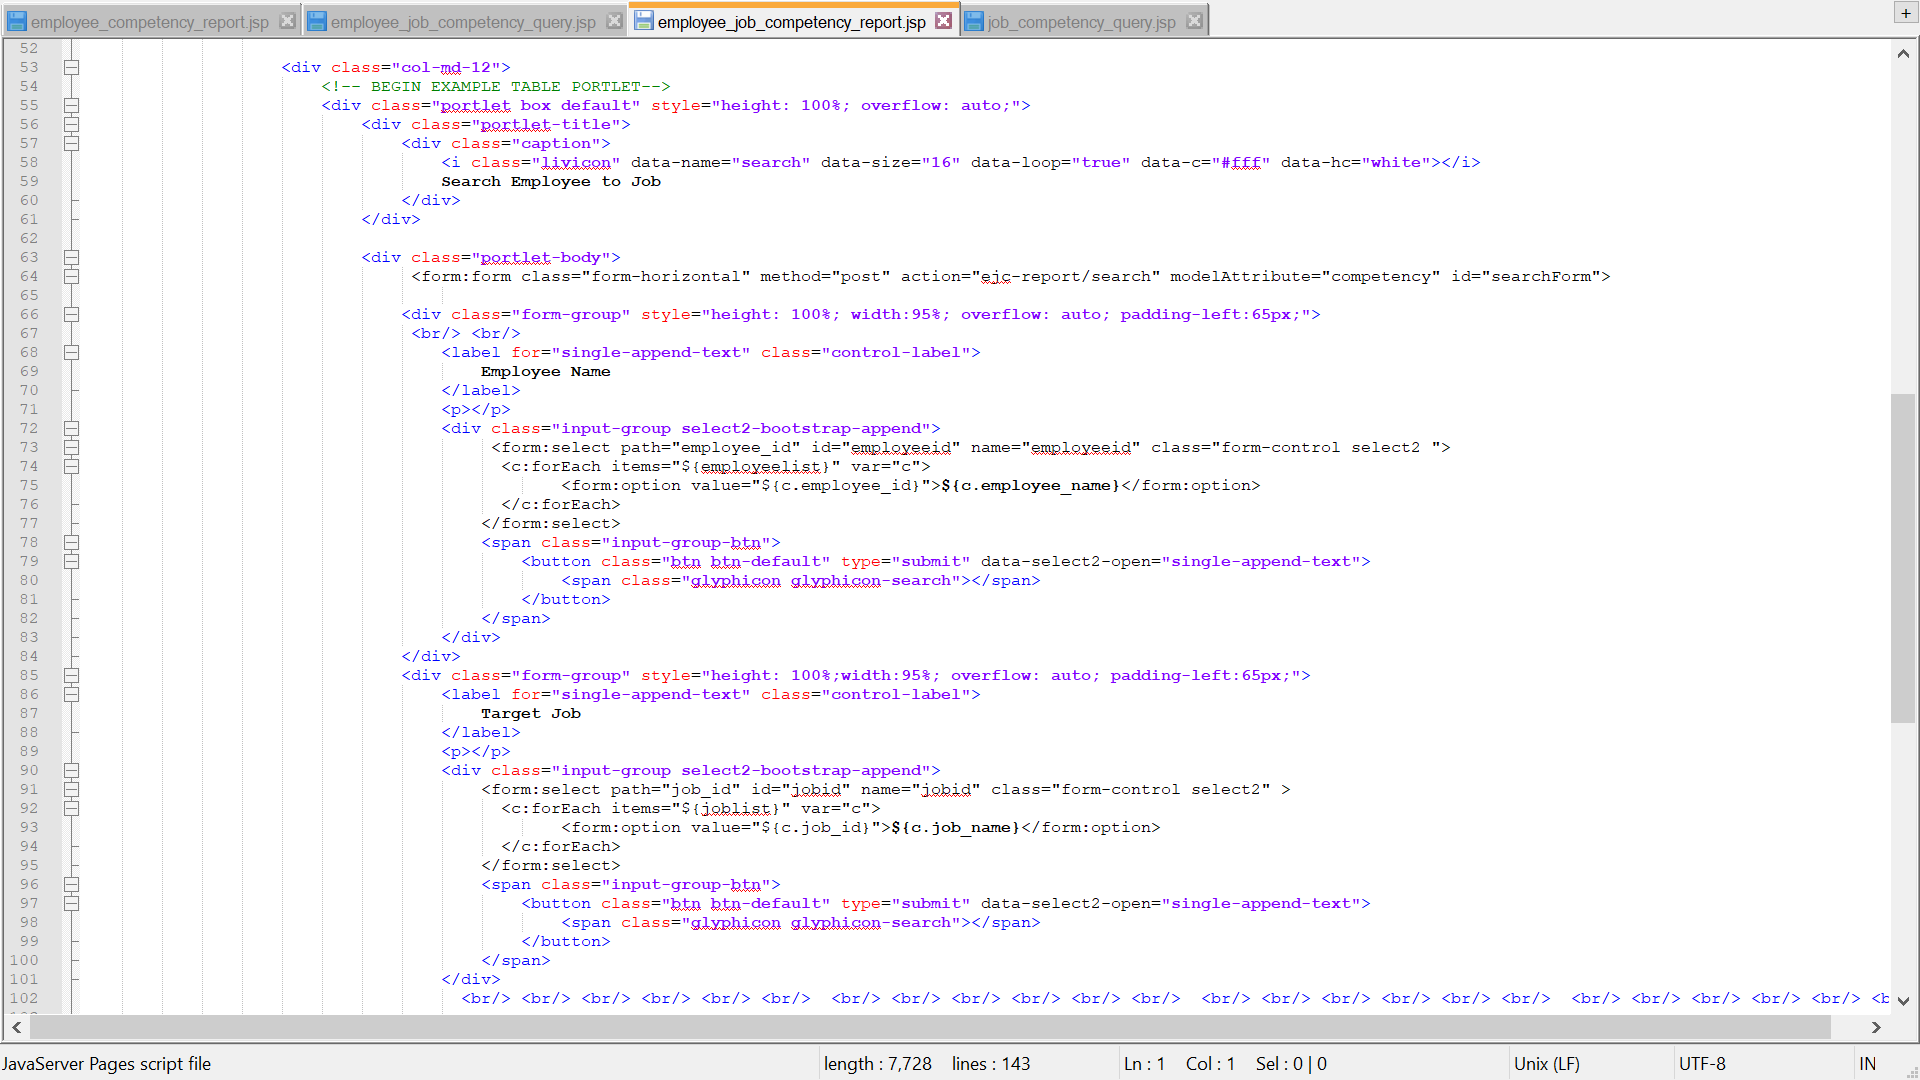 employee_competency_report.jsp employee_job_competency_query.jsp employee_job_competency_report.jsp job_competency_query.jsp +
52
53 <div class="col-md-12">
54 <!-- BEGIN EXAMPLE TABLE PORTLET-->
55 <div class="portlet box default" style="height: 100%; overflow: auto;">
56 <div class="portlet-title">
57 <div class="caption">
58 <i class="livicon" data-name="search" data-size="16" data-loop="true" data-c="#fff" data-hc="white"></i>
59 Search Employee to Job
60 </div>
61 </div>
62
63 <div class="portlet-body">
64 <form:form class="form-horizontal" method="post" action="ejc-report/search" modelAttribute="competency" id="searchForm">
65
66 <div class="form-group" style="height: 100%; width:95%; overflow: auto; padding-left:65px;">
67 <br/> <br/>
68 <label for="single-append-text" class="control-label">
69 Employee Name
70 </label>
71 <p></p>
72 <div class="input-group select2-bootstrap-append">
73 <form:select path="employee_id" id="employeeid" name="employeeid" class="form-control select2 ">
74 <c:forEach items="${employeelist}" var="c">
75 <form:option value="${c.employee_id}">${c.employee_name}</form:option>
76 </c:forEach>
77 </form:select>
78 <span class="input-group-btn">
79 <button class="btn btn-default" type="submit" data-select2-open="single-append-text">
80 <span class="glyphicon glyphicon-search"></span>
81 </button>
82 </span>
83 </div>
84 </div>
85 <div class="form-group" style="height: 100%;width:95%; overflow: auto; padding-left:65px;">
86 <label for="single-append-text" class="control-label">
87 Target Job
88 </label>
89 <p></p>
90 <div class="input-group select2-bootstrap-append">
91 <form:select path="job_id" id="jobid" name="jobid" class="form-control select2" >
92 <c:forEach items="${joblist}" var="c">
93 <form:option value="${c.job_id}">${c.job_name}</form:option>
94 </c:forEach>
95 </form:select>
96 <span class="input-group-btn">
97 <button class="btn btn-default" type="submit" data-select2-open="single-append-text">
98 <span class="glyphicon glyphicon-search"></span>
99 </button>
100 </span>
101 </div>
102 <br/> <br/> <br/> <br/> <br/> <br/> <br/> <br/> <br/> <br/> <br/> <br/> <br/> <br/> <br/> <br/> <br/> <br/> <br/> <br/> <br/> <br/> <br/> <b
JavaServer Pages script file length : 7,728 lines : 143 Ln : 1 Col : 1 Sel : 0 | 0 Unix (LF) UTF-8 IN